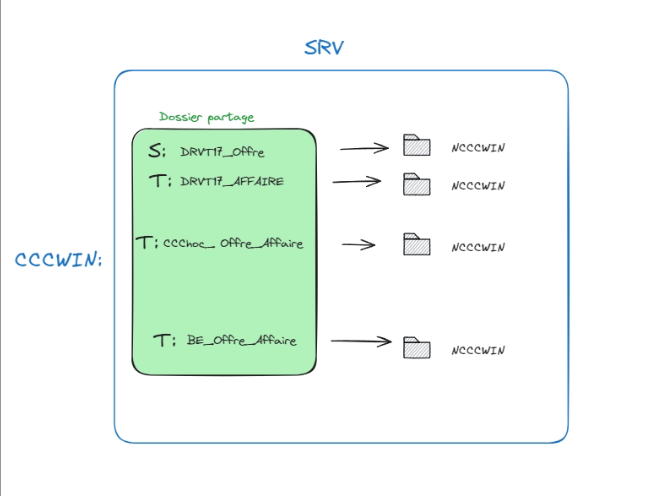 SRV
Dossier partage
S: DRVT17_Offre
NCCCWIN
T: DRVT17_AFFAIRE
NCCCWIN
T: CCChoc_ Offre_Affaire
NCCCWIN
CCCWIN:
T: BE_Offre_Affaire
NCCCWIN